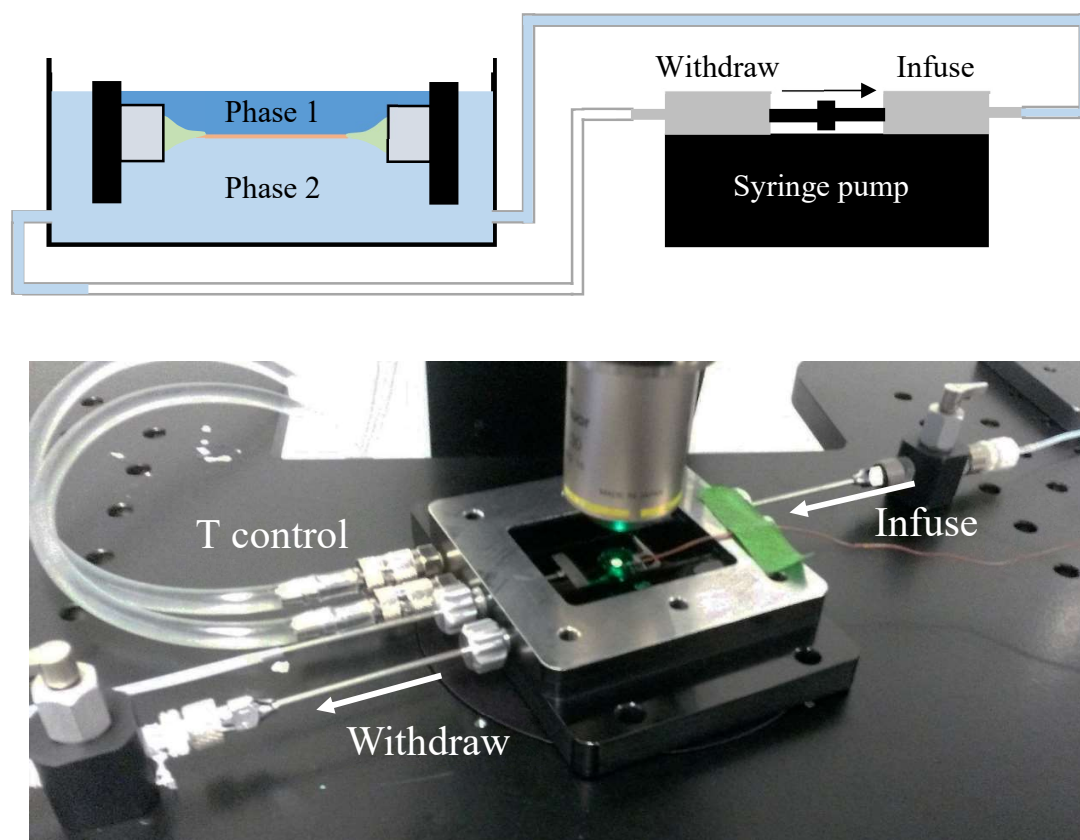 Withdraw
Infuse
Phase 1
Phase 2
Syringe pump
T control
Infuse
Withdraw